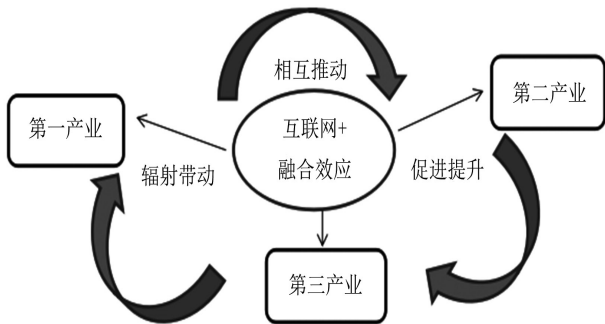 相互推动
第一产业
互联网+
融合效应
第二产业
辐射带动
促进提升
第三产业